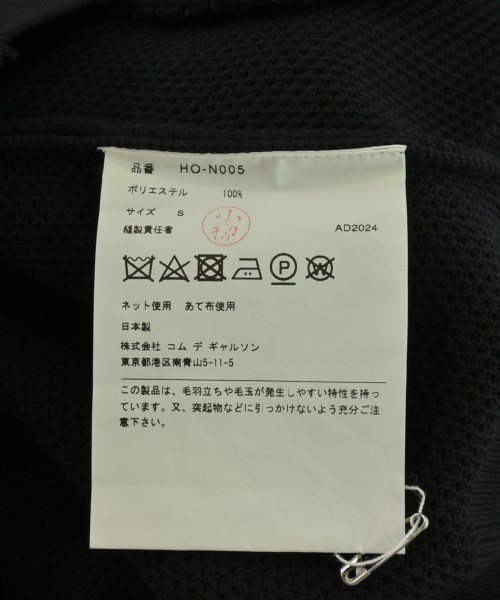 品番 HO-N005
ポリエステル 100%
サイズ S
縫製責任者 小柳 AD2024
P W
ネット使用 あて布使用
日本製
株式会社 コム デ ギャルソン
東京都港区南青山5-11-5
この製品は、毛羽立ちや毛玉が発生しやすい特性を持っ
ています。又、突起物などに引っかけないよう充分ご注
意下さい。